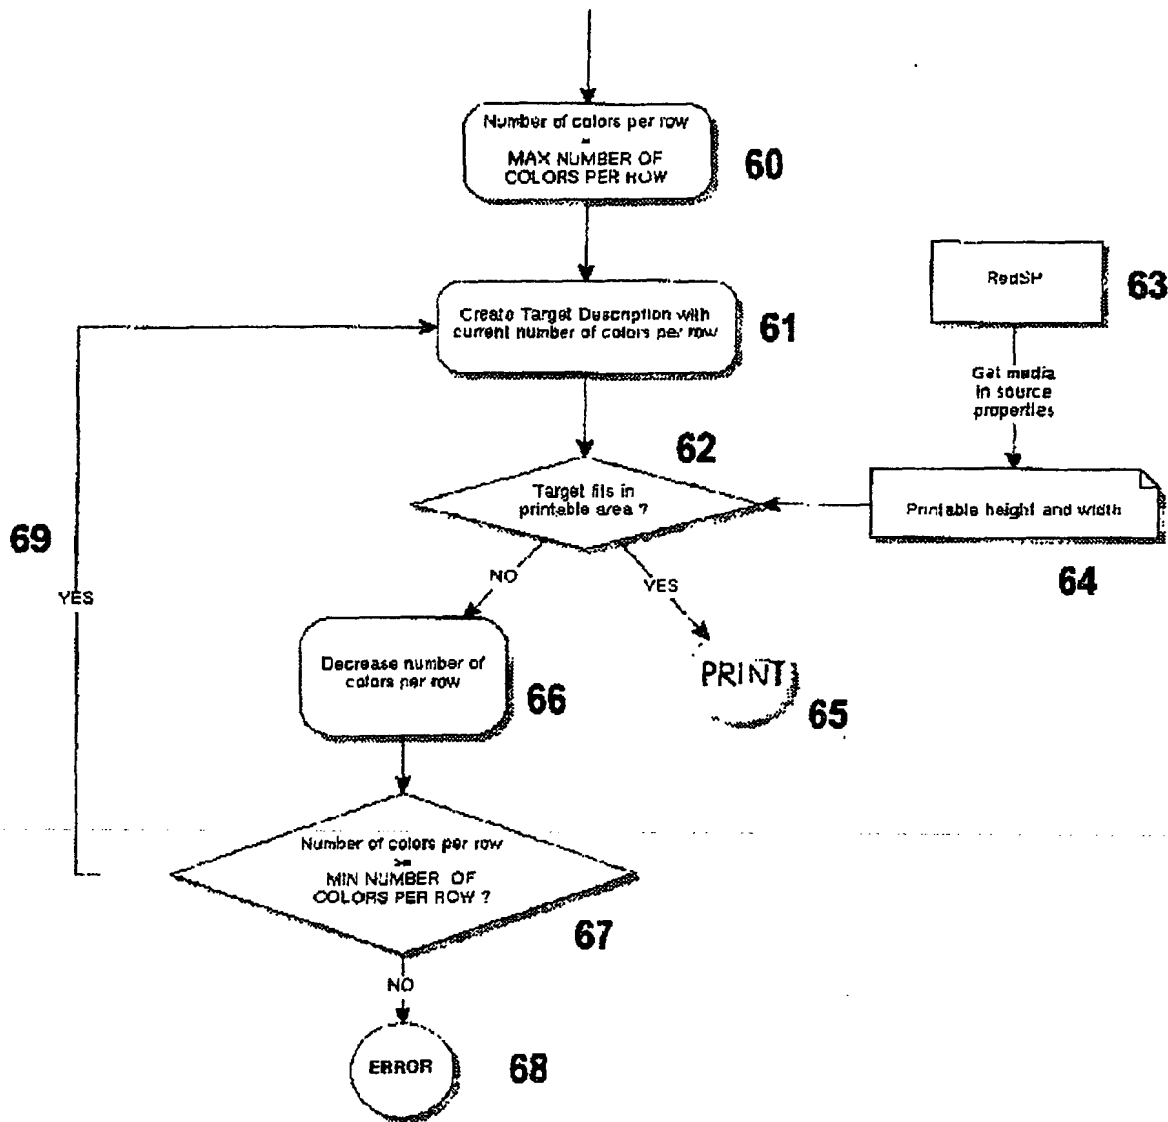 Number of colors per row
=
MAX NUMBER OF
COLORS PER ROW
60
Create Target Description with
current number of colors per row
61
RedSP
63
Get media
in source
properties
62
Target fits in
printable area ?
Printable height and width
64
69
YES
NO
YES
Decrease number of
colors per row
66
PRINT
65
Number of colors per row
>=
MIN NUMBER OF
COLORS PER ROW ?
67
NO
ERROR
68